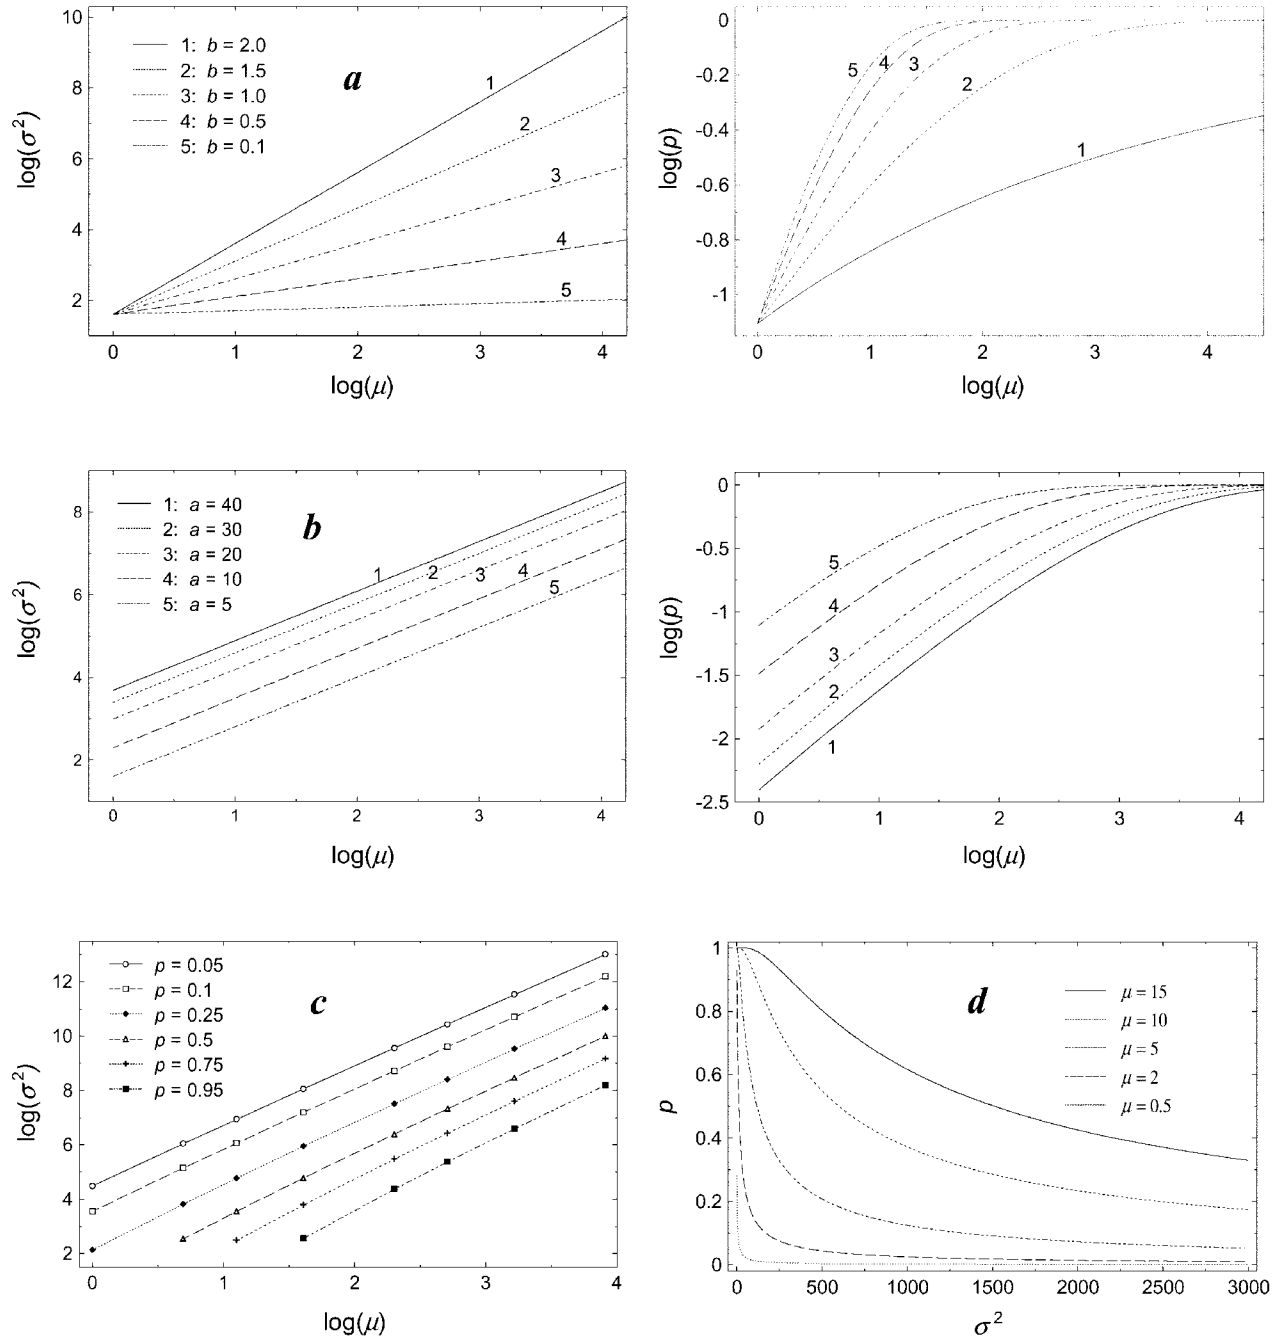 10
8
6
4
2
log(σ²)
1: b = 2.0
2: b = 1.5
3: b = 1.0
4: b = 0.5
5: b = 0.1
a
1
2
3
4
5
0 1 2 3 4
log(μ)
0
-0.2
-0.4
-0.6
-0.8
-1
log(p)
5 4 3
2
1
0 1 2 3 4
log(μ)
8
6
4
2
log(σ²)
1: a = 40
2: a = 30
3: a = 20
4: a = 10
5: a = 5
b
1 2 3 4
5
0 1 2 3 4
log(μ)
0
-0.5
-1
-1.5
-2
-2.5
log(p)
5
4
3
2
1
0 1 2 3 4
log(μ)
12
10
8
6
4
2
log(σ²)
p = 0.05
p = 0.1
p = 0.25
p = 0.5
p = 0.75
p = 0.95
c
0 1 2 3 4
log(μ)
1
0.8
0.6
0.4
0.2
0
p
d
μ = 15
μ = 10
μ = 5
μ = 2
μ = 0.5
0 500 1000 1500 2000 2500 3000
σ²